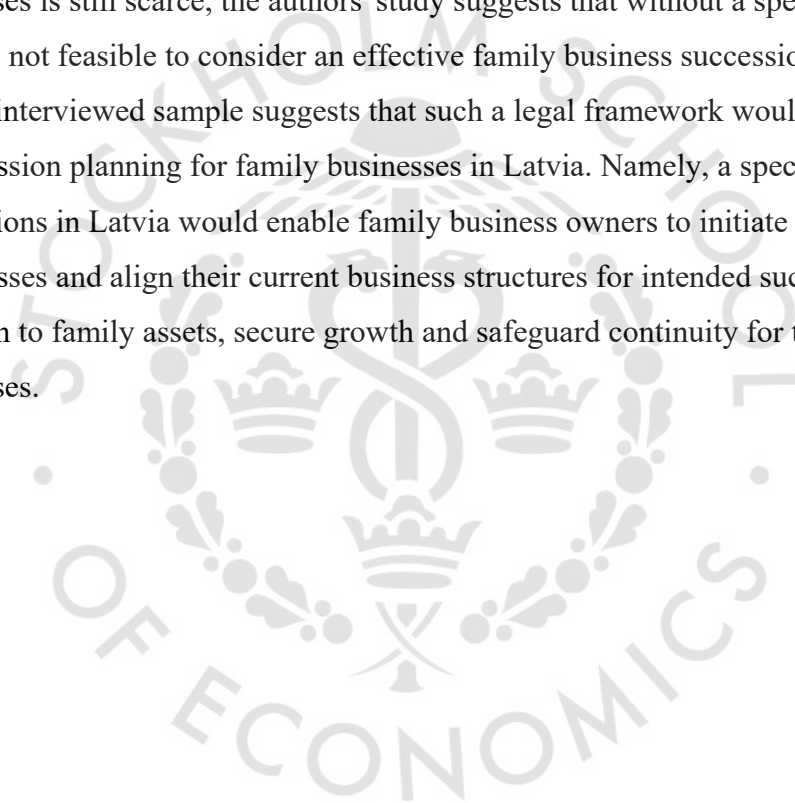 ses is still scarce, the authors' study suggests that without a spe
not feasible to consider an effective family business successio
interviewed sample suggests that such a legal framework woul
ssion planning for family businesses in Latvia. Namely, a spec
ions in Latvia would enable family business owners to initiate
sses and align their current business structures for intended suc
n to family assets, secure growth and safeguard continuity for t
ses.
STOCKHOLM SCHOOL
OF ECONOMICS